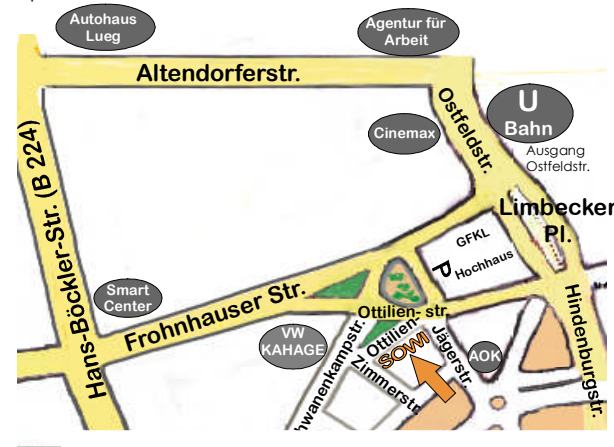 Autohaus
Lueg
Agentur für
Arbeit
Altendorferstr.
Ostfeldstr.
U
Bahn
Ausgang
Ostfeldstr.
Cinemax
Hans-Böckler-Str. (B 224)
Limbecker
Pl.
GFKL
P
Hochhaus
Smart
Center
Frohnhauser Str.
Ottilien- str.
VW
KAHAGE
hwanenkampstr.
Ottilien-
SOWI
Zimmerstr.
Jägerstr.
AOK
Hindenburgstr.